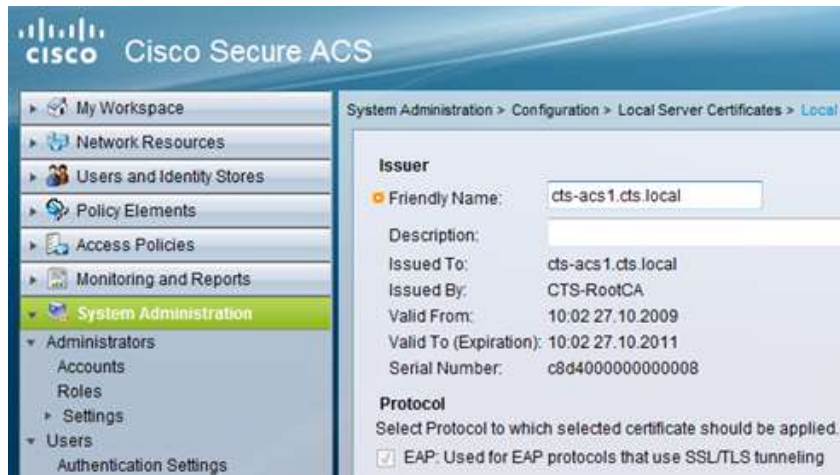 cisco Cisco Secure ACS
My Workspace
Network Resources
Users and Identity Stores
Policy Elements
Access Policies
Monitoring and Reports
System Administration
Administrators
Accounts
Roles
Settings
Users
Authentication Settings
System Administration > Configuration > Local Server Certificates > Local
Issuer
Friendly Name: cts-acs1.cts.local
Description:
Issued To: cts-acs1.cts.local
Issued By: CTS-RootCA
Valid From: 10:02 27.10.2009
Valid To (Expiration): 10:02 27.10.2011
Serial Number: c8d4000000000008
Protocol
Select Protocol to which selected certificate should be applied.
EAP: Used for EAP protocols that use SSL/TLS tunneling